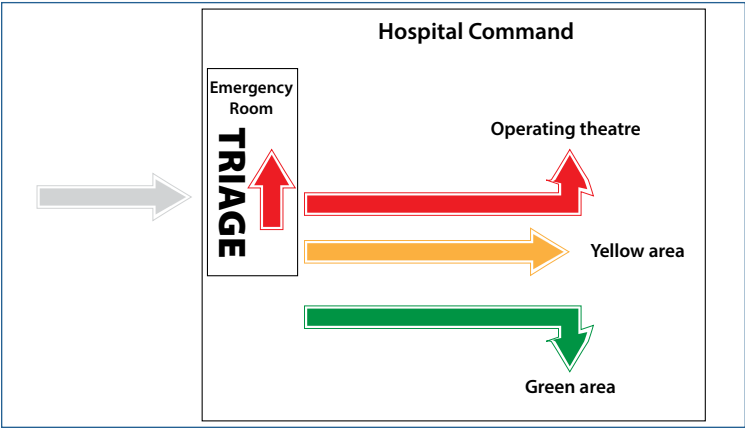 Hospital Command
Emergency
Room
TRIAGE
Operating theatre
Yellow area
Green area